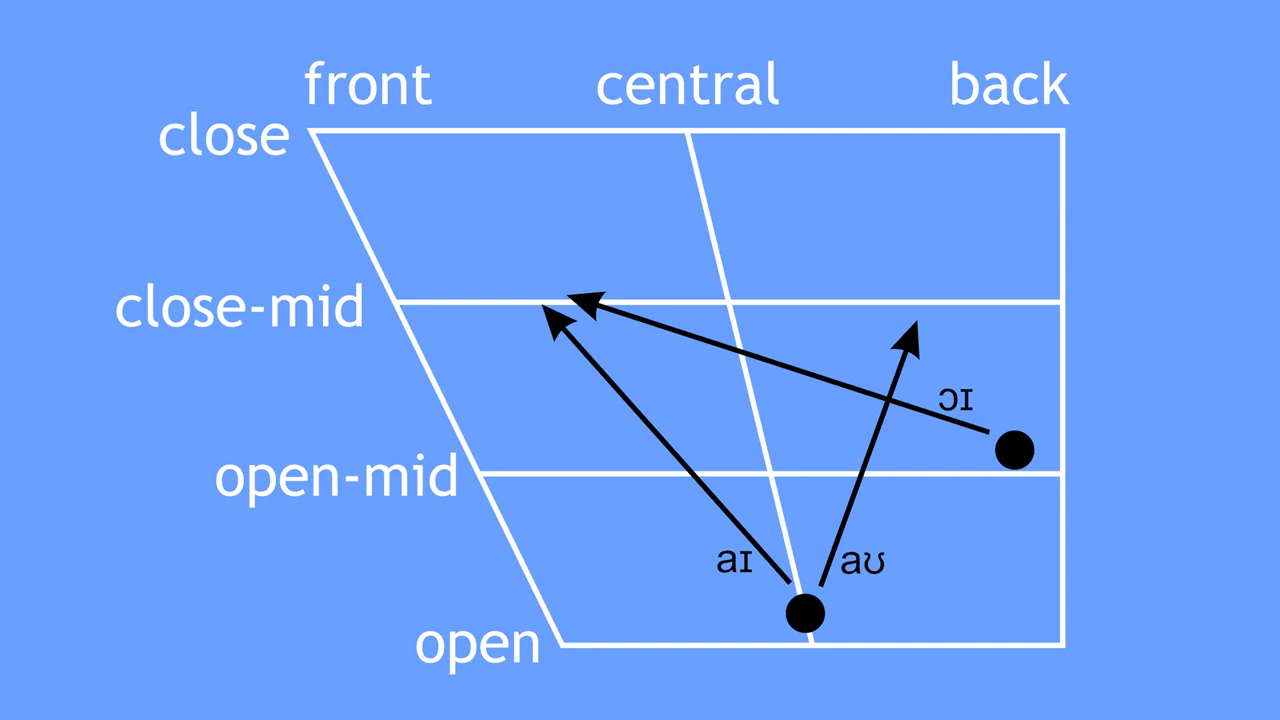 front central back
close
close-mid
ɔɪ
open-mid
aɪ aʊ
open